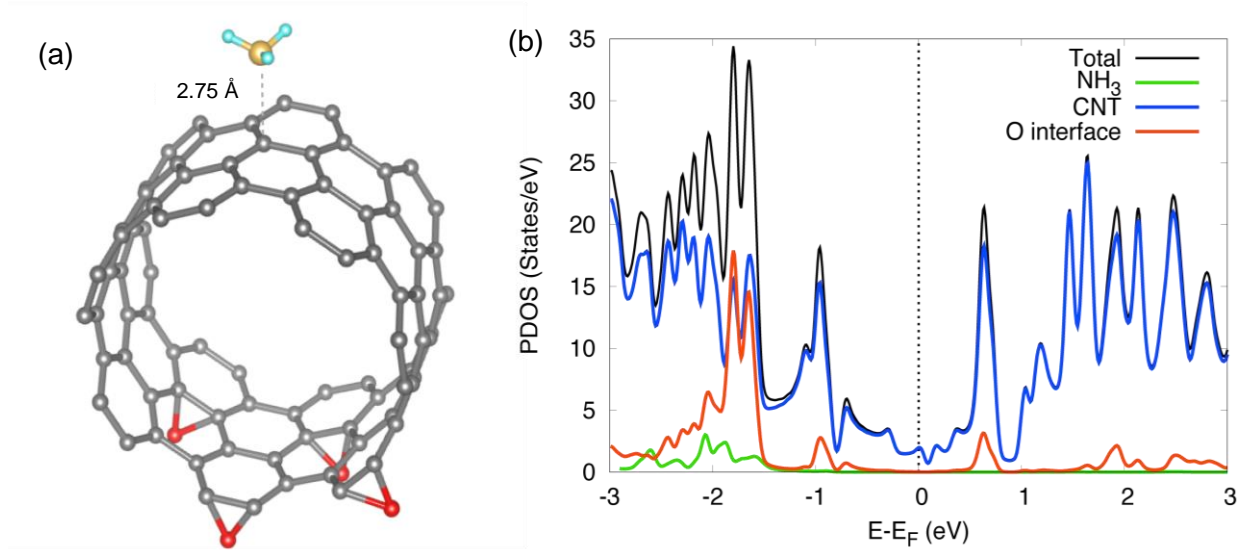 (a)
2.75 Å
(b)
PDOS (States/eV)
35
30
25
20
15
10
5
0
Total
NH₃
CNT
O interface
-3
-2
-1
0
1
2
3
E-E_F (eV)